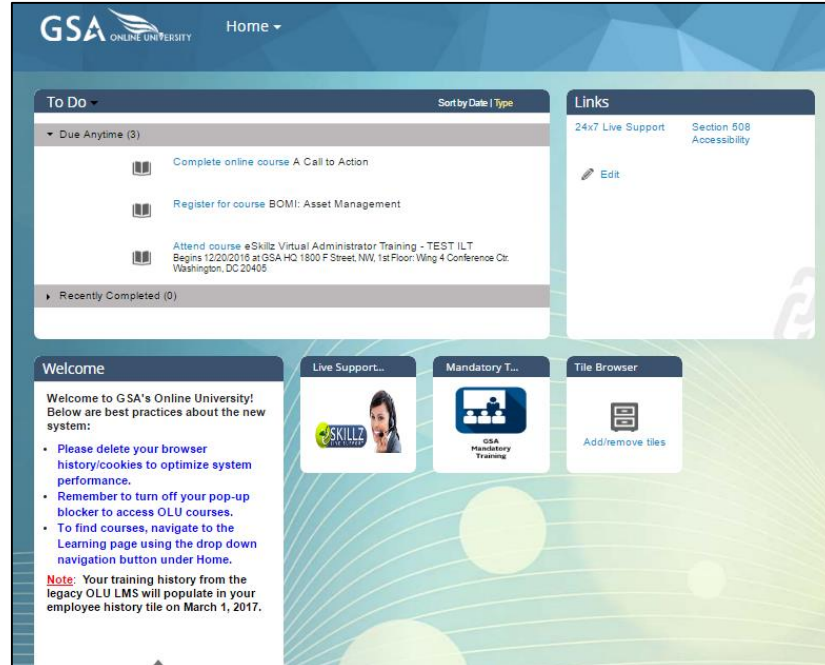 GSA ONLINE UNIVERSITY
Home
To Do
Sort by Date | Type
Due Anytime (3)
Complete online course A Call to Action
Register for course BOMI: Asset Management
Attend course eSkillz Virtual Administrator Training - TEST ILT
Begins 12/20/2016 at GSA HQ 1800 F Street, NW, 1st Floor: Wing 4 Conference Ctr.
Washington, DC 20405
Recently Completed (0)
Links
24x7 Live Support
Section 508
Accessibility
Edit
Welcome
Welcome to GSA's Online University!
Below are best practices about the new
system:
• Please delete your browser
history/cookies to optimize system
performance.
• Remember to turn off your pop-up
blocker to access OLU courses.
• To find courses, navigate to the
Learning page using the drop down
navigation button under Home.
Note: Your training history from the
legacy OLU LMS will populate in your
employee history tile on March 1, 2017.
Live Support...
eSKILLZ
LIVE SUPPORT
Mandatory T...
GSA
Mandatory
Training
Tile Browser
Add/remove tiles